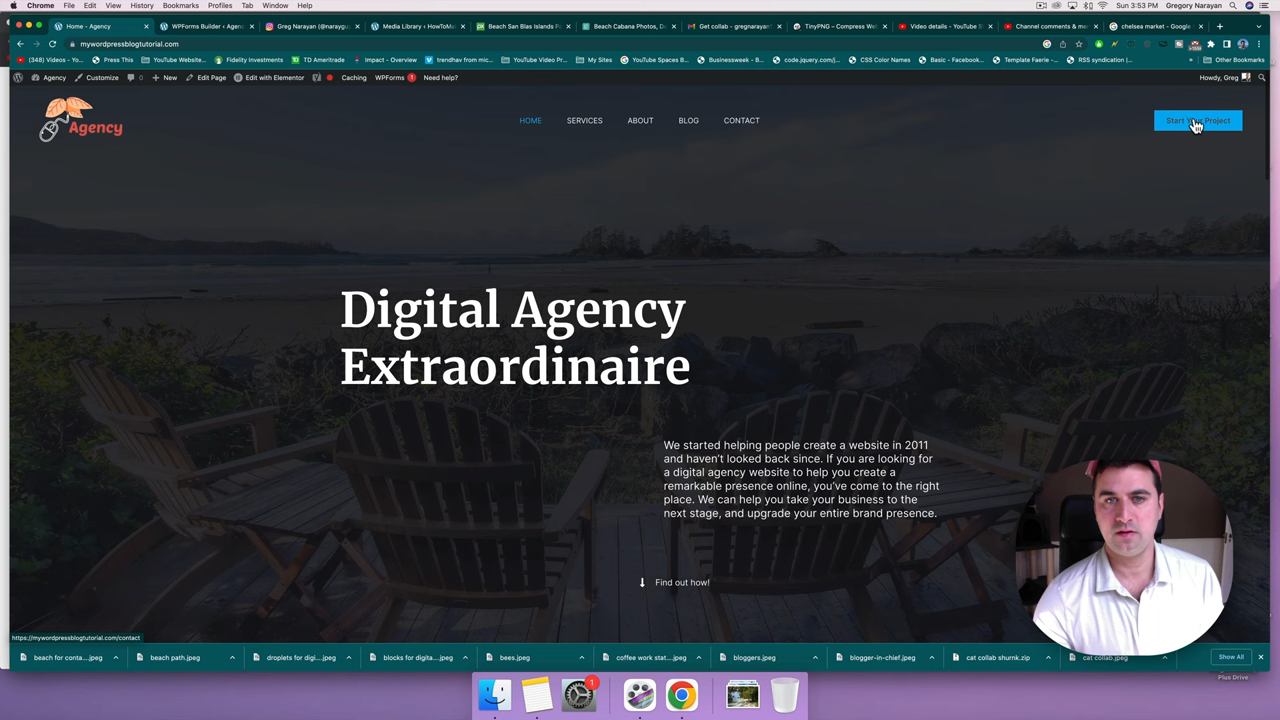 Chrome File Edit View History Bookmarks Profiles Tab Window Help
Sun 3:53 PM Gregory Narayan
Home - Agency
WPForms Builder ‹ Agen
Greg Narayan (@naraygu
Media Library ‹ HowToMa
Beach San Blas Islands P
Beach Cabana Photos, D
Get collab - gregnarayan
TinyPNG – Compress Web
Video details - YouTube S
Channel comments & me
chelsea market - Google
mywordpressblogtutorial.com
(348) Videos - Yo...
Press This
YouTube Website...
Fidelity Investments
TD Ameritrade
Impact - Overview
trendhav from mic...
YouTube Video Pr...
My Sites
YouTube Spaces B...
Businessweek - B...
code.jquery.com/j...
CSS Color Names
Basic - Facebook...
Template Faerie -...
RSS syndication (...
»
Other Bookmarks
Agency Customize 0 New Edit Page Edit with Elementor Caching WPForms 1 Need help?
Howdy, Greg
Agency
HOME SERVICES ABOUT BLOG CONTACT
Start Your Project
Digital Agency
Extraordinaire
We started helping people create a website in 2011
and haven't looked back since. If you are looking for
a digital agency website to help you create a
remarkable presence online, you've come to the right
place. We can help you take your business to the
next stage, and upgrade your entire brand presence.
Find out how!
https://mywordpressblogtutorial.com/contact
beach for conta....jpeg
beach path.jpeg
droplets for digi....jpeg
blocks for digita....jpeg
bees.jpeg
coffee work stat....jpeg
bloggers.jpeg
blogger-in-chief.jpeg
cat collab shurnk.zip
cat collab.jpeg
Show All
Plus Drive
1